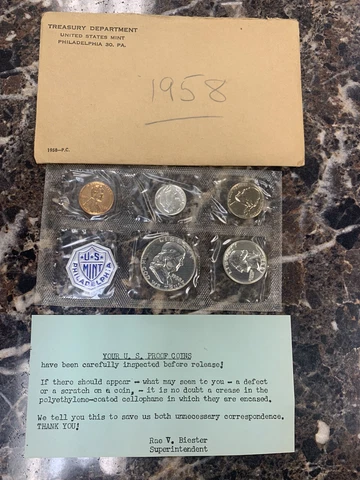 TREASURY DEPARTMENT
UNITED STATES MINT
PHILADELPHIA 30, PA.
1958
1958—P.C.
U.S.
MINT
PHILADELPHIA
YOUR U. S. PROOF COINS
have been carefully inspected before release!
If there should appear - what may seem to you - a defect
or a scratch on a coin, - it is no doubt a crease in the
polyethylene-coated cellophane in which they are encased.
We tell you this to save us both unnecessary correspondence.
THANK YOU!
Rae V. Biester
Superintendent